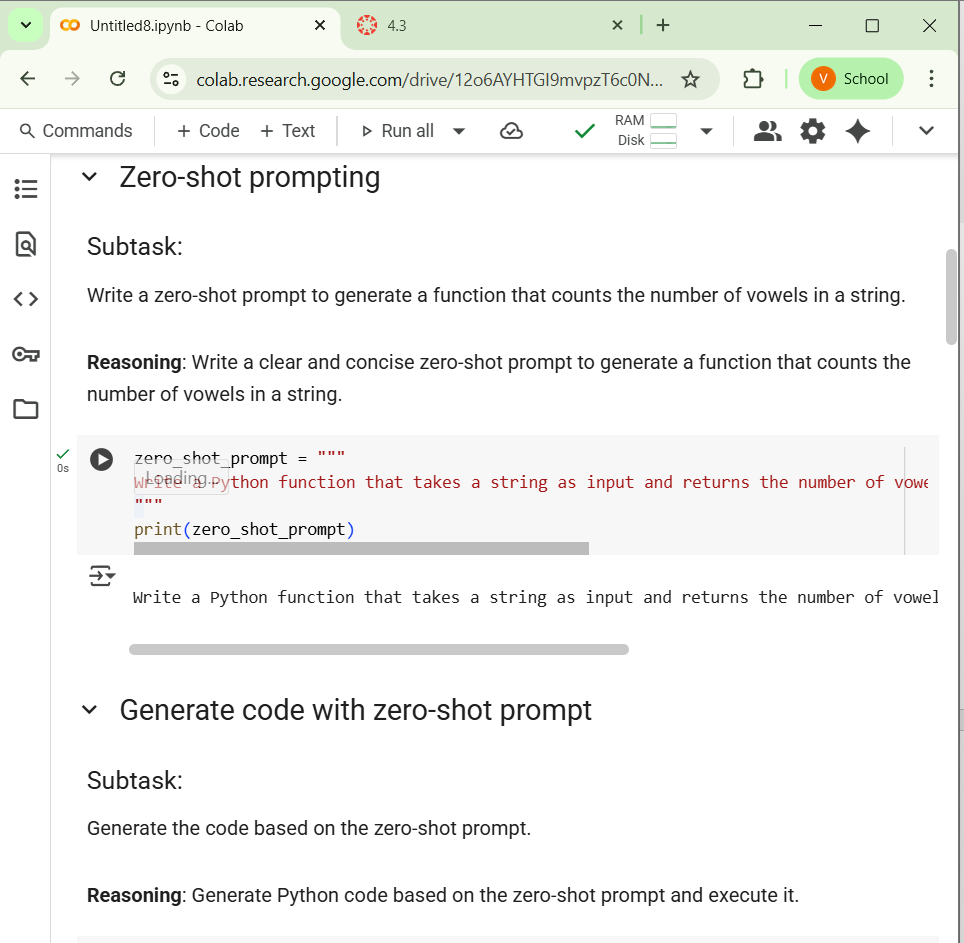 Untitled8.ipynb - Colab
4.3
colab.research.google.com/drive/12o6AYHTGI9mvpzT6c0N...
V School
Commands + Code + Text Run all RAM
Disk
Zero-shot prompting
Subtask:
Write a zero-shot prompt to generate a function that counts the number of vowels in a string.
Reasoning: Write a clear and concise zero-shot prompt to generate a function that counts the
number of vowels in a string.
0s
zero_shot_prompt = """
Loading...
Write a Python function that takes a string as input and returns the number of vowe
"""
print(zero_shot_prompt)
Write a Python function that takes a string as input and returns the number of vowel
Generate code with zero-shot prompt
Subtask:
Generate the code based on the zero-shot prompt.
Reasoning: Generate Python code based on the zero-shot prompt and execute it.